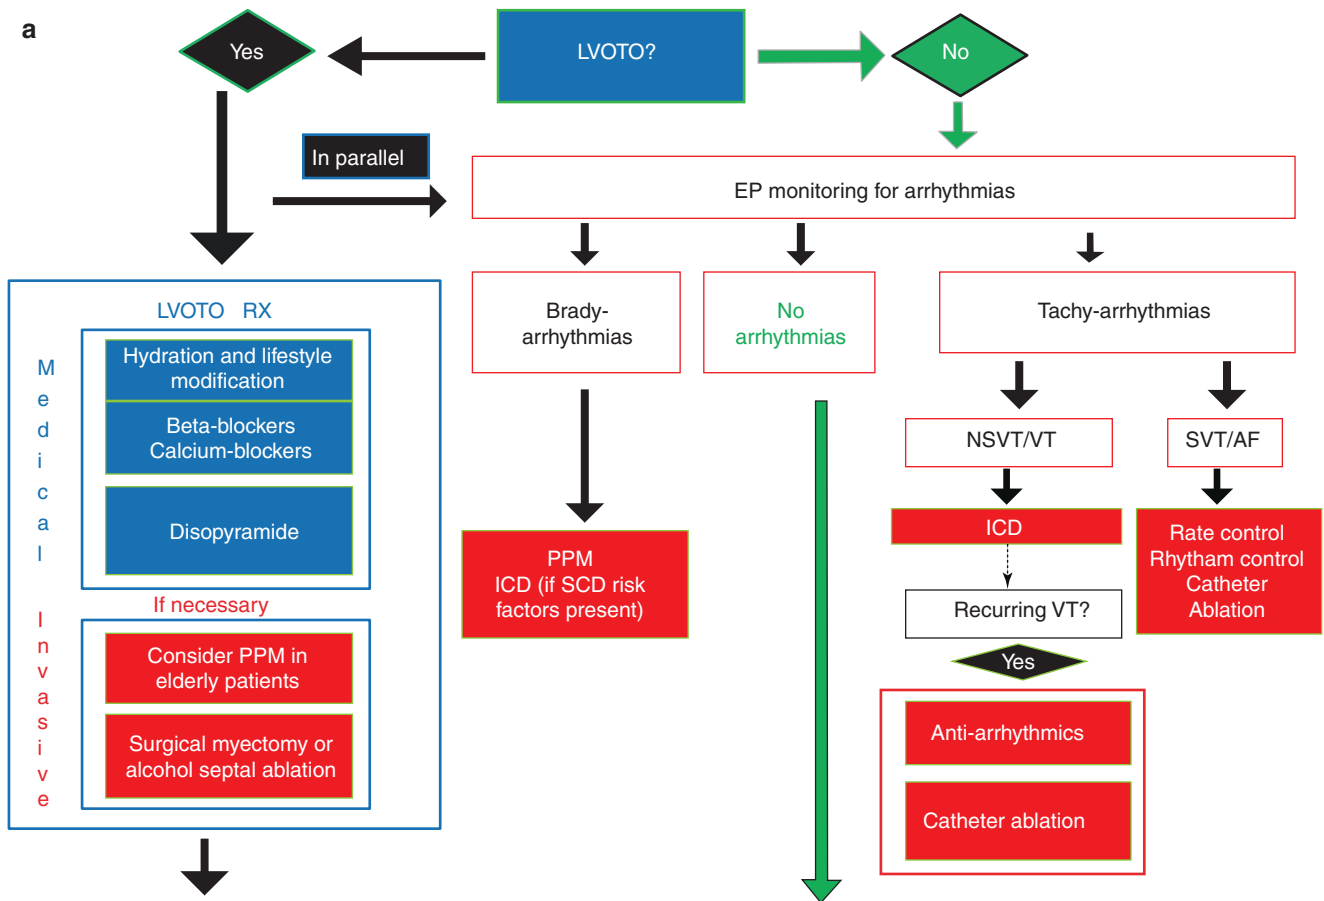 a
Yes
LVOTO?
No
In parallel
EP monitoring for arrhythmias
LVOTO RX
Medical
Hydration and lifestyle
modification
Beta-blockers
Calcium-blockers
Disopyramide
If necessary
Invasive
Consider PPM in
elderly patients
Surgical myectomy or
alcohol septal ablation
Brady-
arrhythmias
PPM
ICD (if SCD risk
factors present)
No
arrhythmias
Tachy-arrhythmias
NSVT/VT
ICD
Recurring VT?
Yes
Anti-arrhythmics
Catheter ablation
SVT/AF
Rate control
Rhytham control
Catheter
Ablation